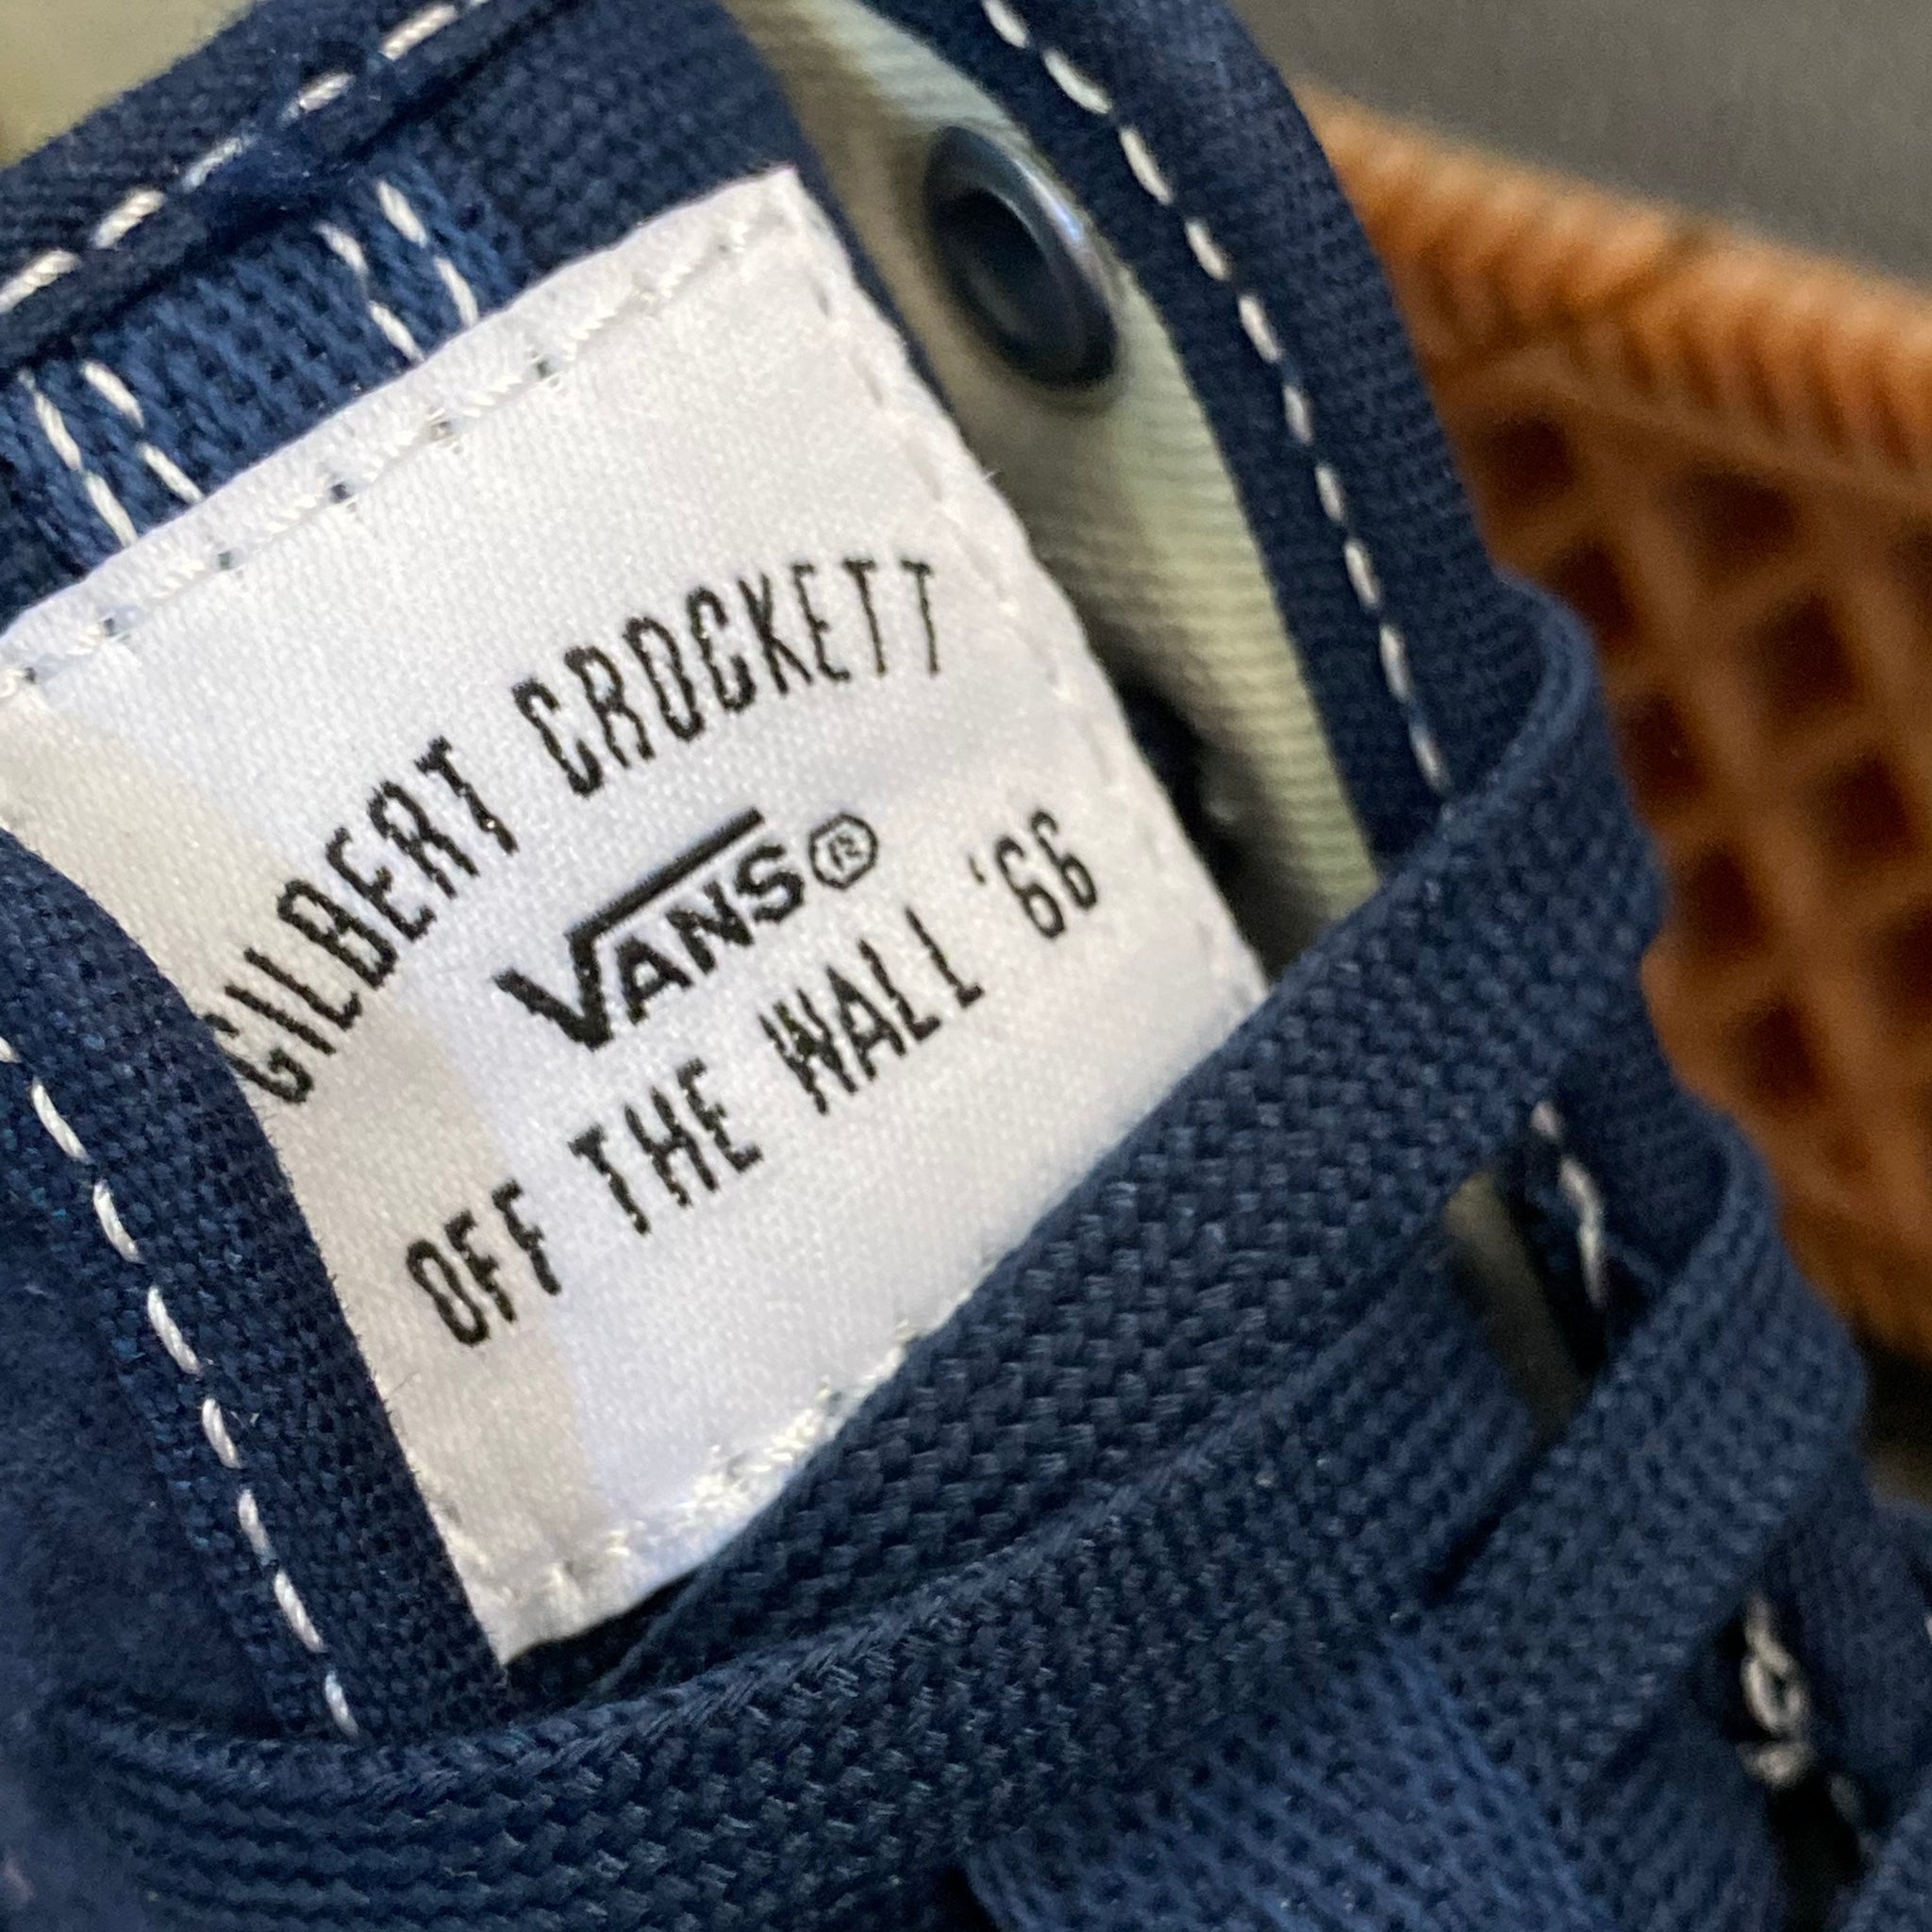 GILBERT CROCKETT
VANS®
OFF THE WALL '66